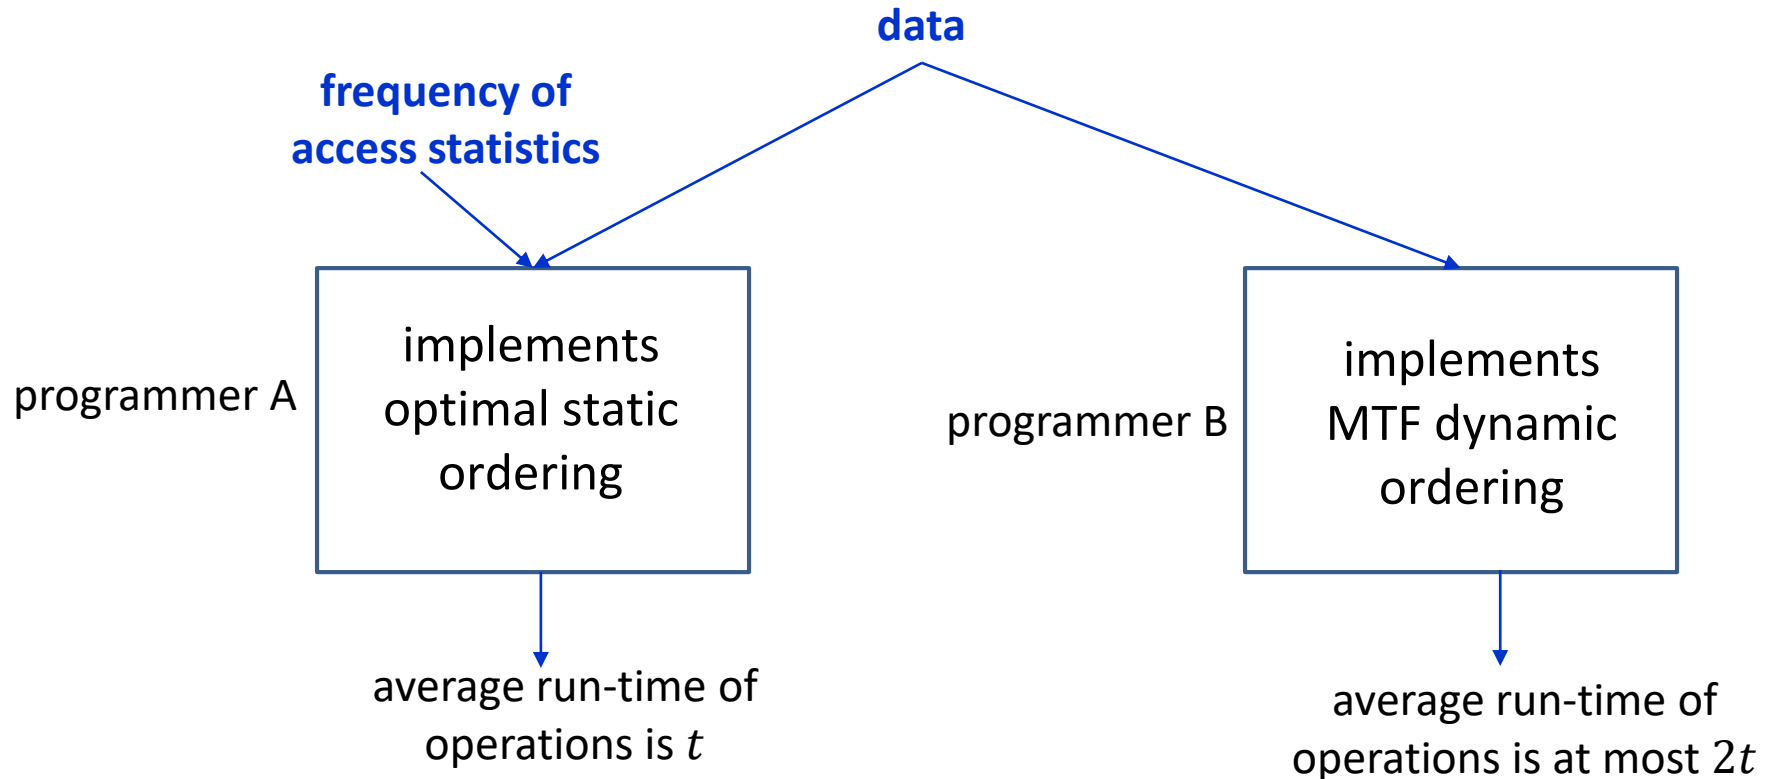 data
frequency of
access statistics
programmer A
implements
optimal static
ordering
average run-time of
operations is t
programmer B
implements
MTF dynamic
ordering
average run-time of
operations is at most 2t